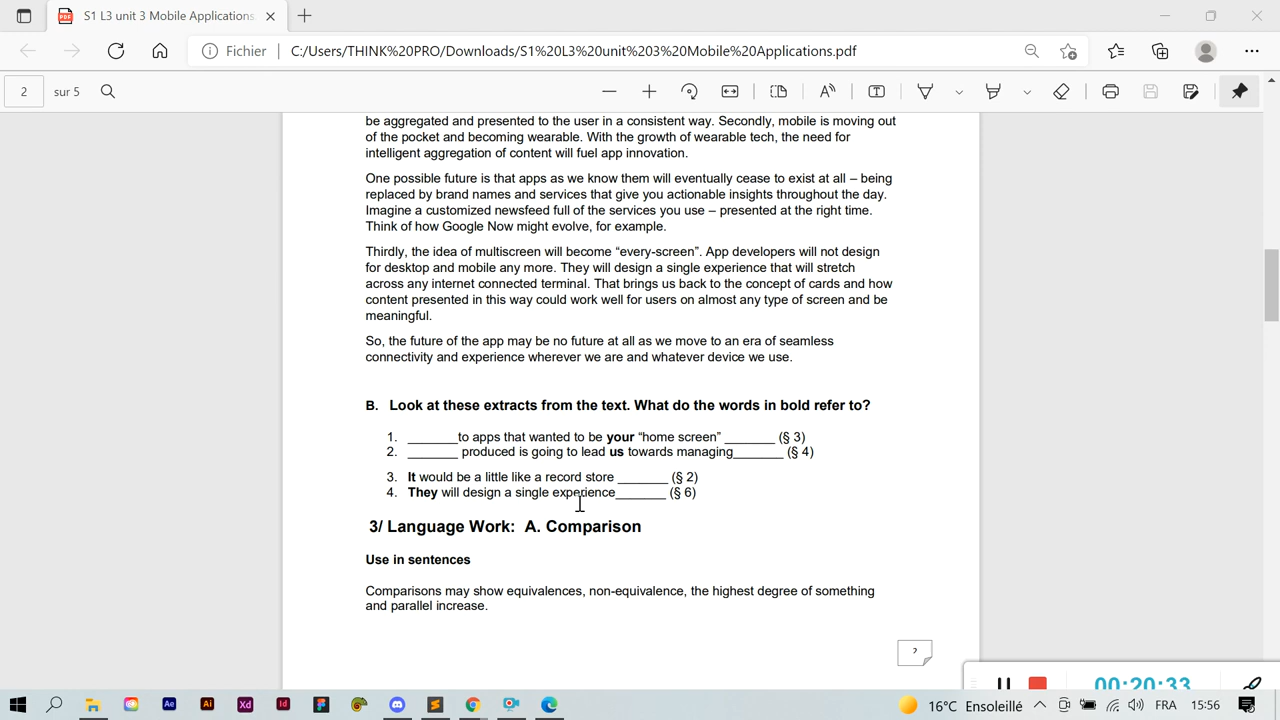 S1 L3 unit 3 Mobile Applications.
Fichier
C:/Users/THINK%20PRO/Downloads/S1%20L3%20unit%203%20Mobile%20Applications.pdf
2 sur 5
be aggregated and presented to the user in a consistent way. Secondly, mobile is moving out
of the pocket and becoming wearable. With the growth of wearable tech, the need for
intelligent aggregation of content will fuel app innovation.
One possible future is that apps as we know them will eventually cease to exist at all – being
replaced by brand names and services that give you actionable insights throughout the day.
Imagine a customized newsfeed full of the services you use – presented at the right time.
Think of how Google Now might evolve, for example.
Thirdly, the idea of multiscreen will become “every-screen”. App developers will not design
for desktop and mobile any more. They will design a single experience that will stretch
across any internet connected terminal. That brings us back to the concept of cards and how
content presented in this way could work well for users on almost any type of screen and be
meaningful.
So, the future of the app may be no future at all as we move to an era of seamless
connectivity and experience wherever we are and whatever device we use.
B. Look at these extracts from the text. What do the words in bold refer to?
1. _______to apps that wanted to be your “home screen” _______ (§ 3)
2. _______ produced is going to lead us towards managing_______ (§ 4)
3. It would be a little like a record store _______ (§ 2)
4. They will design a single experience_______ (§ 6)
3/ Language Work: A. Comparison
Use in sentences
Comparisons may show equivalences, non-equivalence, the highest degree of something
and parallel increase.
2
00:20:33
Ae Ai Xd Id
16°C Ensoleillé FRA 15:56